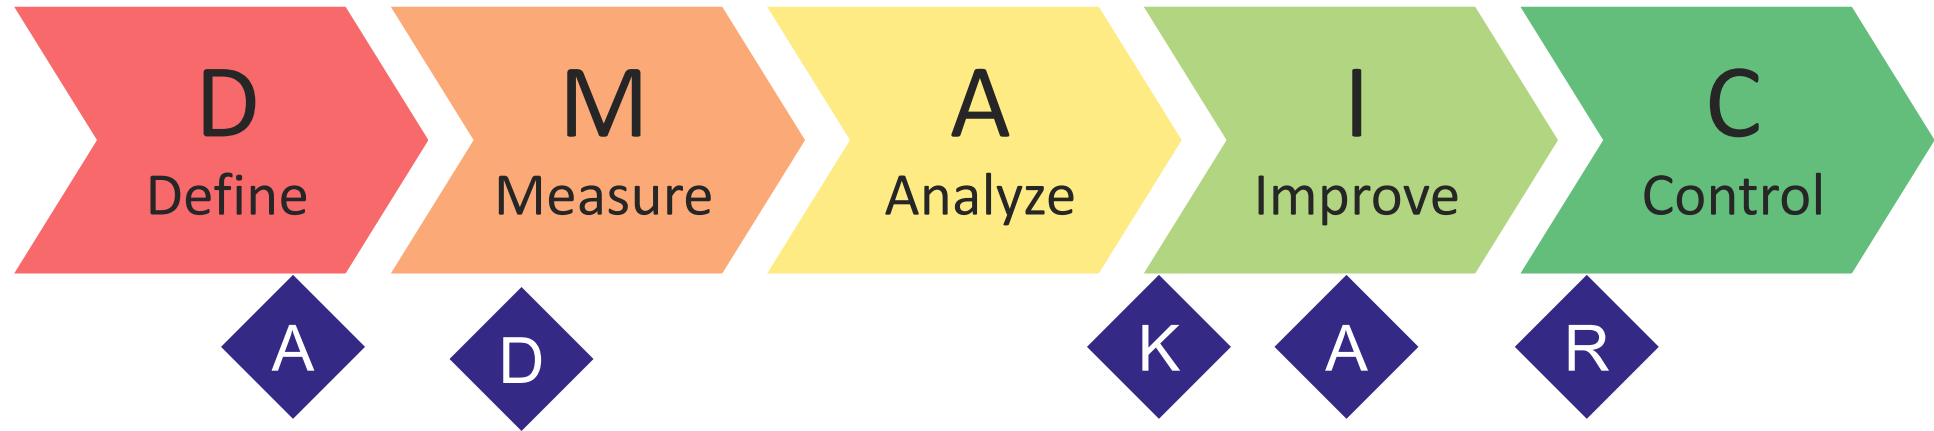 D
Define
M
Measure
A
Analyze
I
Improve
C
Control
A
D
K
A
R